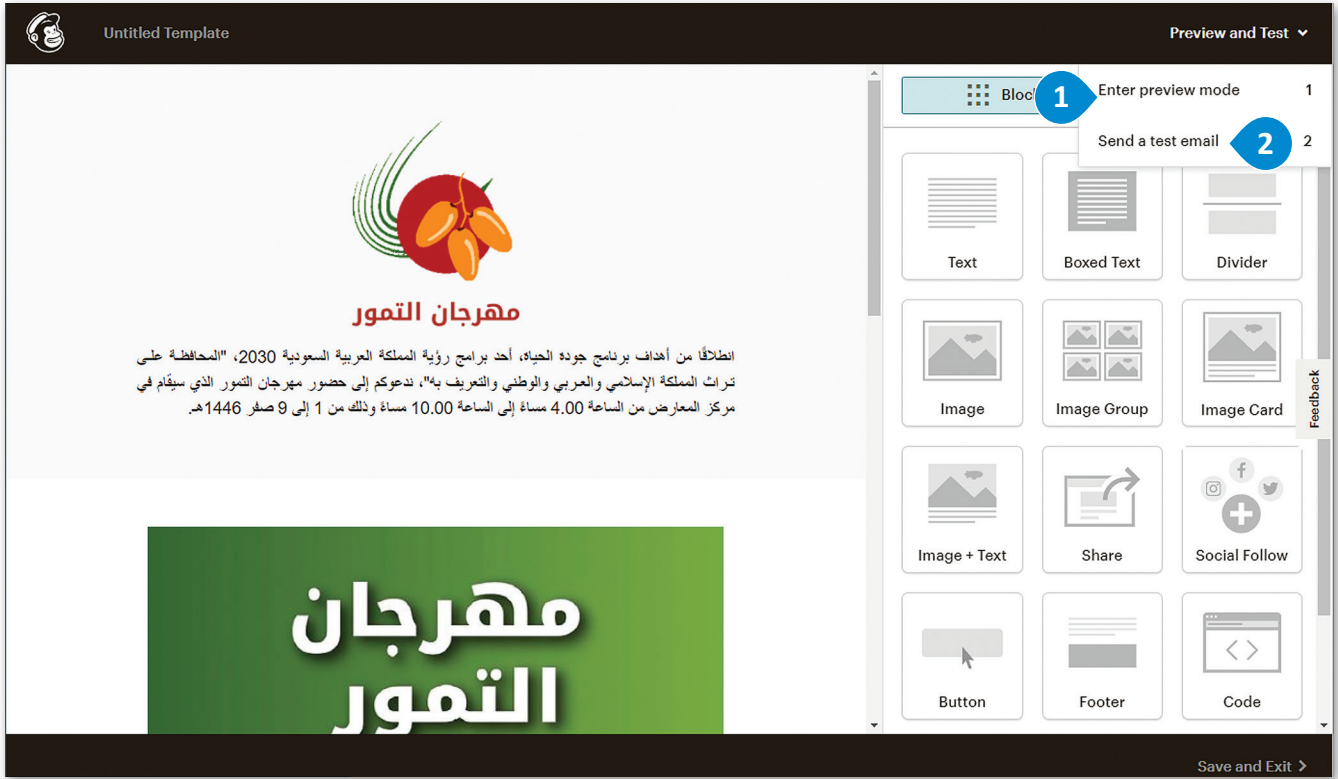 Untitled Template
Preview and Test
Enter preview mode 1
1
Send a test email 2
2
مهرجان التمور
انطلاقًا من أهداف برنامج جودة الحياة، أحد برامج رؤية المملكة العربية السعودية 2030، "المحافظة على
تراث المملكة الإسلامي والعربي والوطني والتعريف به"، ندعوكم إلى حضور مهرجان التمور الذي سيقام في
مركز المعارض من الساعة 4.00 مساءً إلى الساعة 10.00 مساءً وذلك من 1 إلى 9 صفر 1446هـ.
مهرجان
التمور
Text
Boxed Text
Divider
Image
Image Group
Image Card
Image + Text
Share
Social Follow
Button
Footer
Code
Feedback
Save and Exit